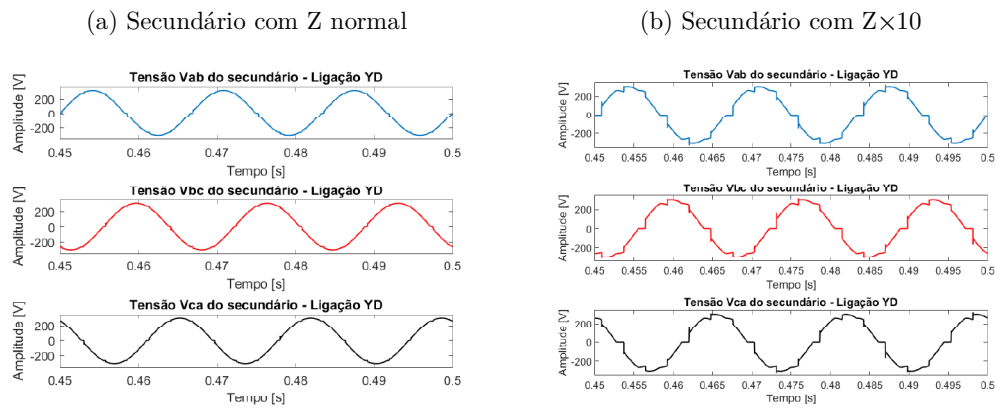 (a) Secundário com Z normal
Tensão Vab do secundário - Ligação YD
Amplitude [V]
200
0
-200
0.45 0.46 0.47 0.48 0.49 0.5
Tempo [s]
Tensão Vbc do secundário - Ligação YD
Amplitude [V]
200
0
-200
0.45 0.46 0.47 0.48 0.49 0.5
Tempo [s]
Tensão Vca do secundário - Ligação YD
Amplitude [V]
200
0
-200
0.45 0.46 0.47 0.48 0.49 0.5
Tempo [s]
(b) Secundário com Z×10
Tensão Vab do secundário - Ligação YD
Amplitude [V]
200
0
-200
0.45 0.455 0.46 0.465 0.47 0.475 0.48 0.485 0.49 0.495 0.5
Tempo [s]
Tensão Vbc do secundário - Ligação YD
Amplitude [V]
200
0
-200
0.45 0.455 0.46 0.465 0.47 0.475 0.48 0.485 0.49 0.495 0.5
Tempo [s]
Tensão Vca do secundário - Ligação YD
Amplitude [V]
200
0
-200
0.45 0.455 0.46 0.465 0.47 0.475 0.48 0.485 0.49 0.495 0.5
Tempo [s]